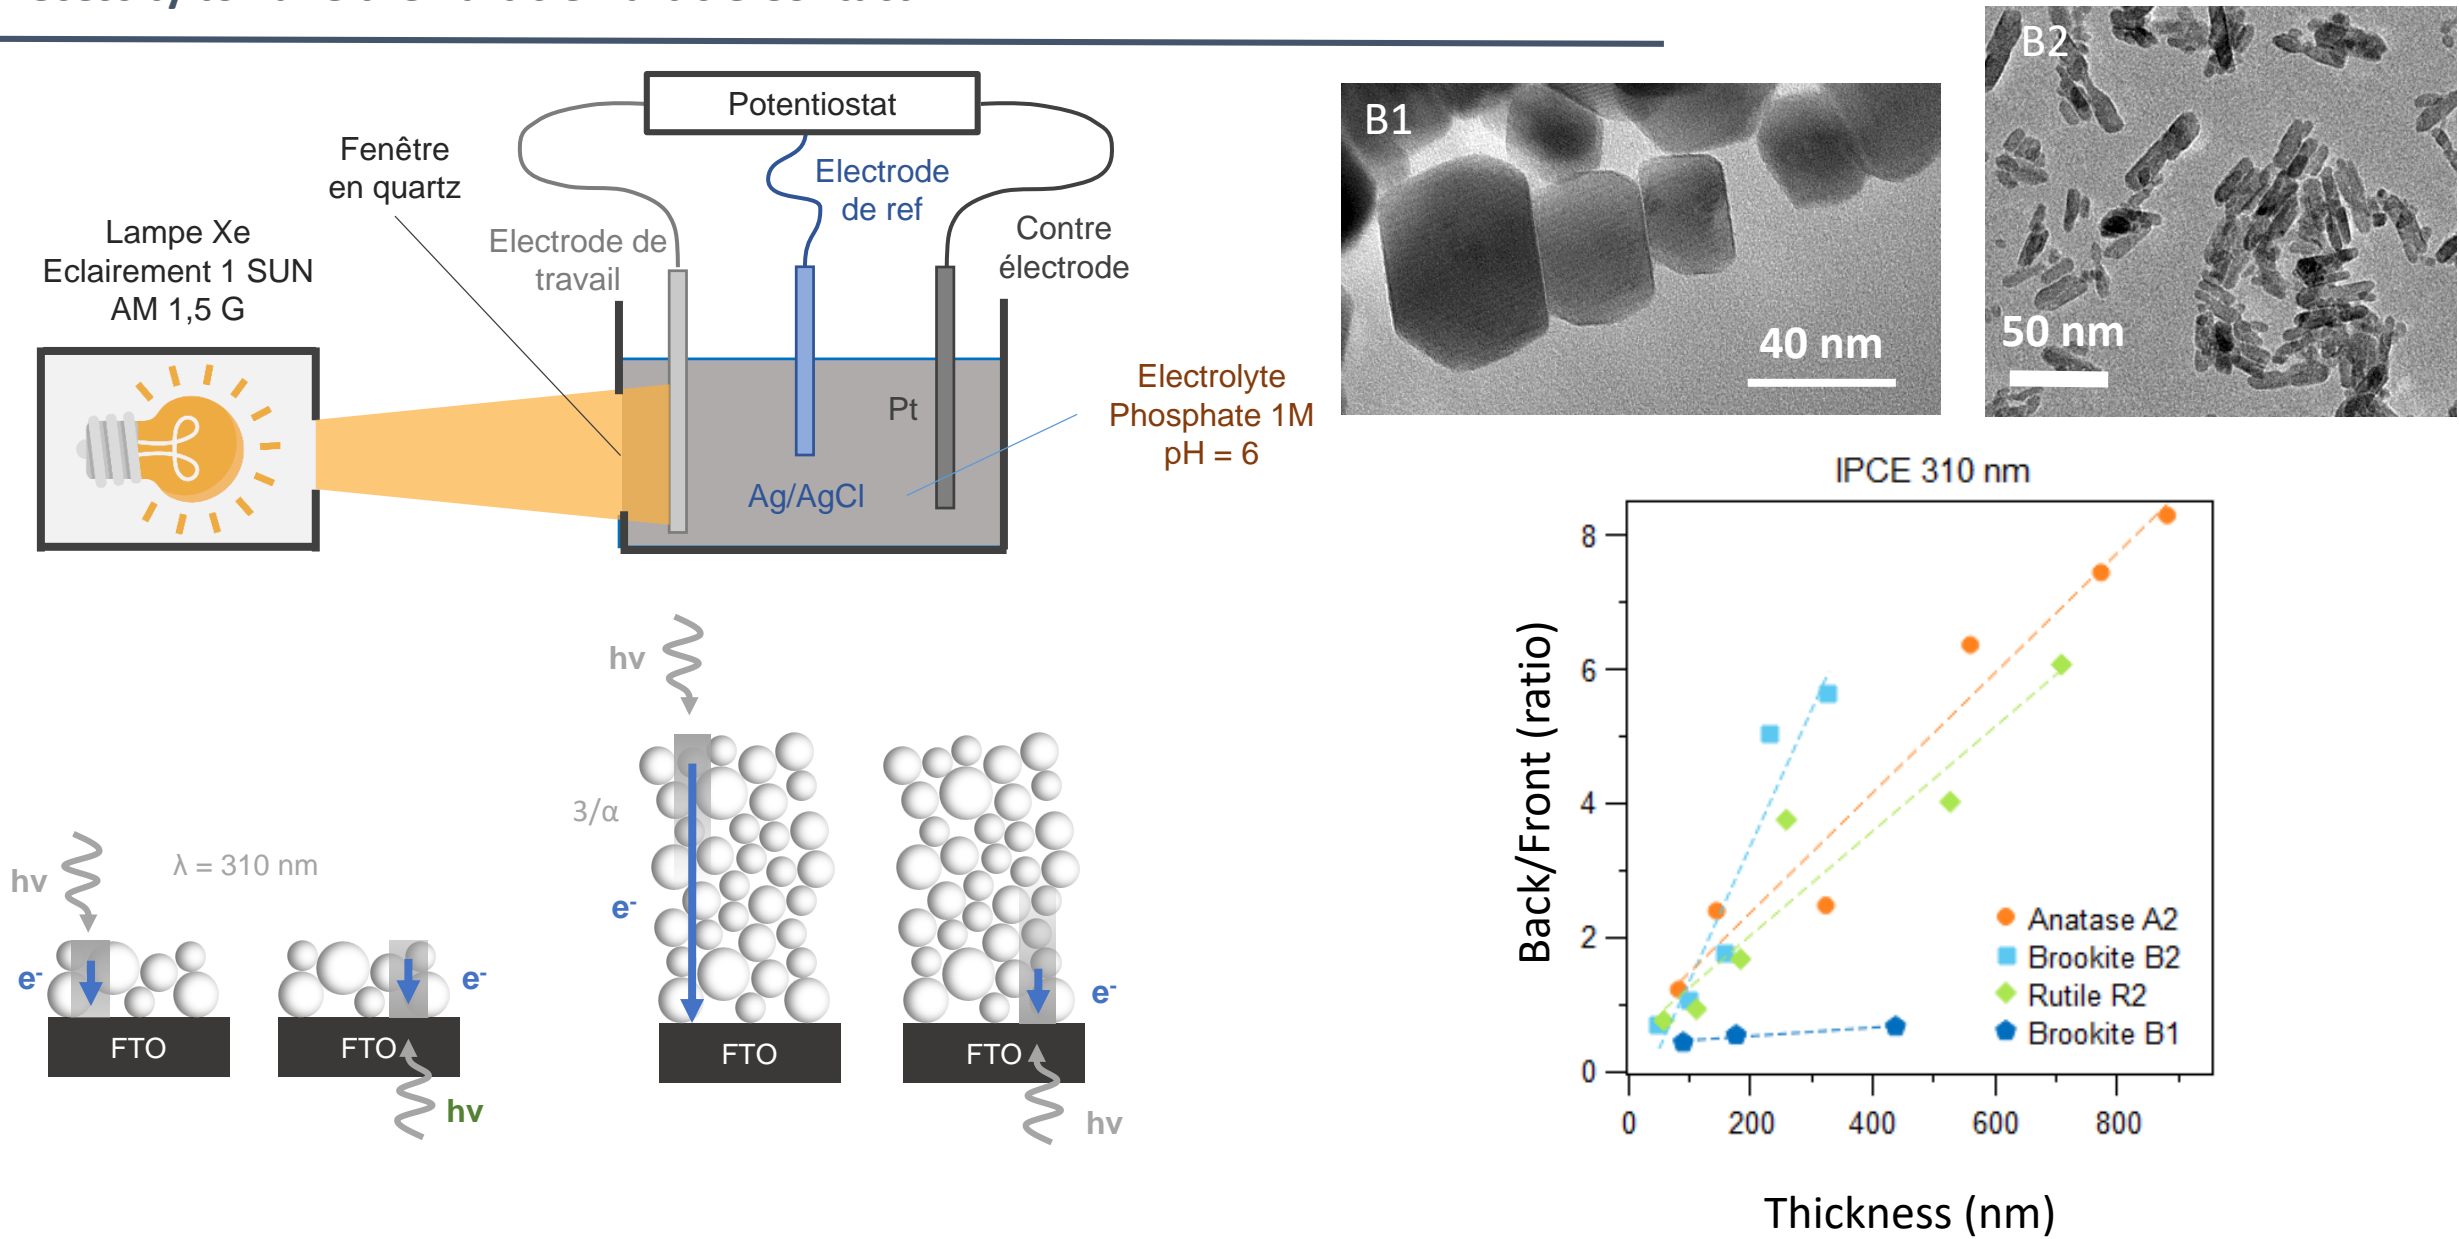 Potentiostat
Fenêtre
en quartz
Electrode
de ref
Lampe Xe
Eclairement 1 SUN
AM 1,5 G
Electrode de
travail
Contre
électrode
Pt
Ag/AgCl
Electrolyte
Phosphate 1M
pH = 6
B1
40 nm
B2
50 nm
hν
λ = 310 nm
e-
FTO
e-
FTO
hν
hν
3/α
e-
FTO
e-
FTO
hν
IPCE 310 nm
Back/Front (ratio)
8
6
4
2
0
Anatase A2
Brookite B2
Rutile R2
Brookite B1
0 200 400 600 800
Thickness (nm)